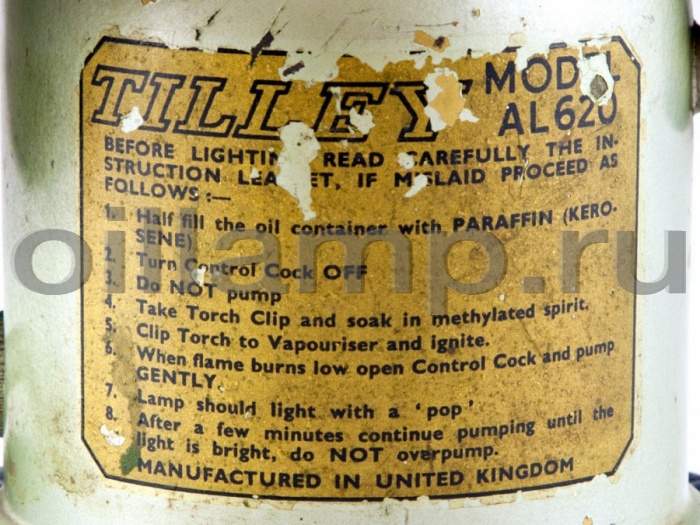 TILLEY MODEL
AL620
BEFORE LIGHTING READ CAREFULLY THE IN-
STRUCTION LEAFLET, IF MISLAID PROCEED AS
FOLLOWS :—
1. Half fill the oil container with PARAFFIN (KERO-
SENE)
2. Turn Control Cock OFF
3. Do NOT pump
4. Take Torch Clip and soak in methylated spirit.
5. Clip Torch to Vapouriser and ignite.
6. When flame burns low open Control Cock and pump
GENTLY.
7. Lamp should light with a ‘pop’
8. After a few minutes continue pumping until the
light is bright, do NOT overpump.
MANUFACTURED IN UNITED KINGDOM
oillamp.ru